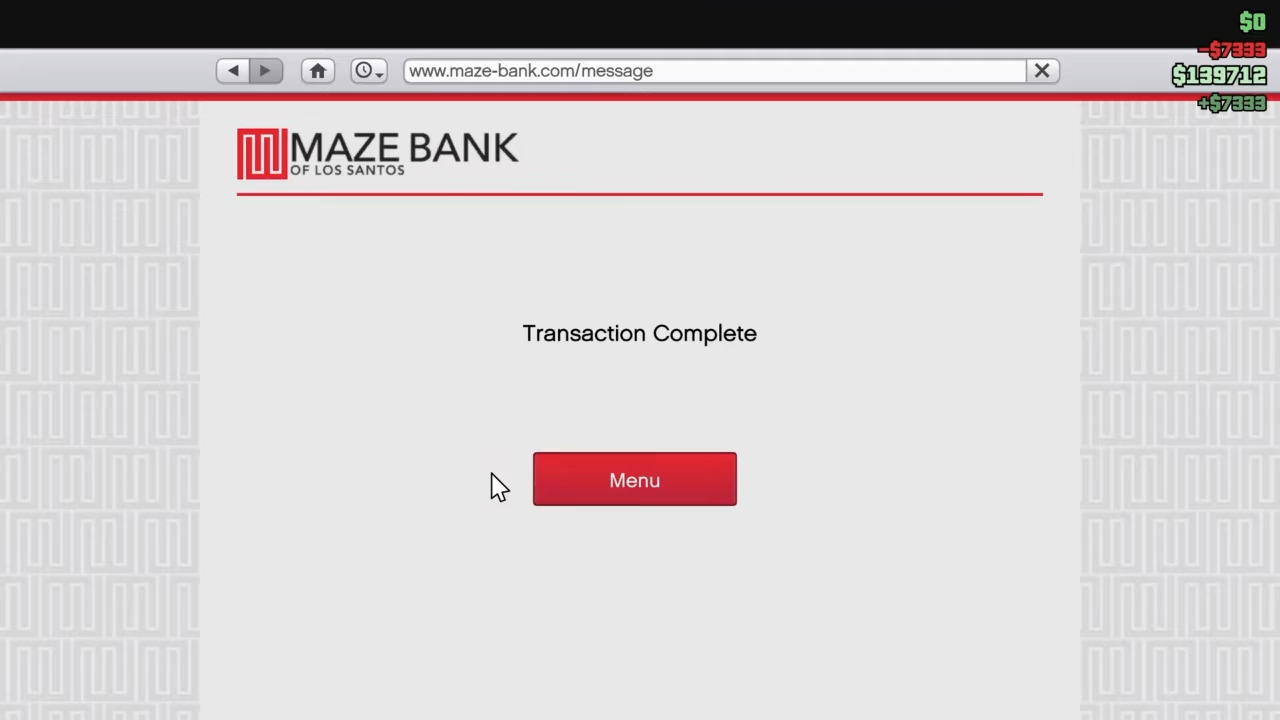 $0
-$7333
www.maze-bank.com/message
$139712
+$7333
MAZE BANK
OF LOS SANTOS
Transaction Complete
Menu